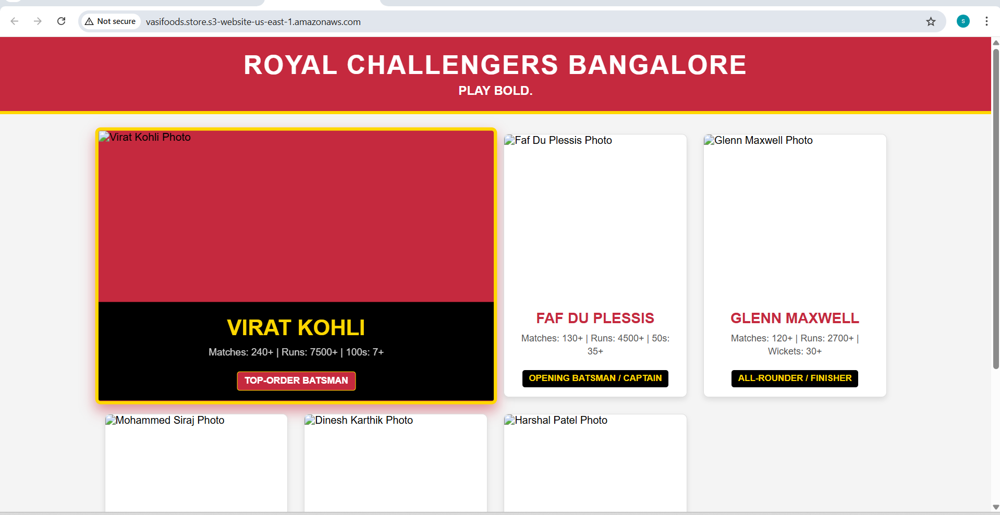 Not secure
vasifoods.store.s3-website-us-east-1.amazonaws.com
S
ROYAL CHALLENGERS BANGALORE
PLAY BOLD.
Virat Kohli Photo
VIRAT KOHLI
Matches: 240+ | Runs: 7500+ | 100s: 7+
TOP-ORDER BATSMAN
Faf Du Plessis Photo
FAF DU PLESSIS
Matches: 130+ | Runs: 4500+ | 50s:
35+
OPENING BATSMAN / CAPTAIN
Glenn Maxwell Photo
GLENN MAXWELL
Matches: 120+ | Runs: 2700+ |
Wickets: 30+
ALL-ROUNDER / FINISHER
Mohammed Siraj Photo
Dinesh Karthik Photo
Harshal Patel Photo